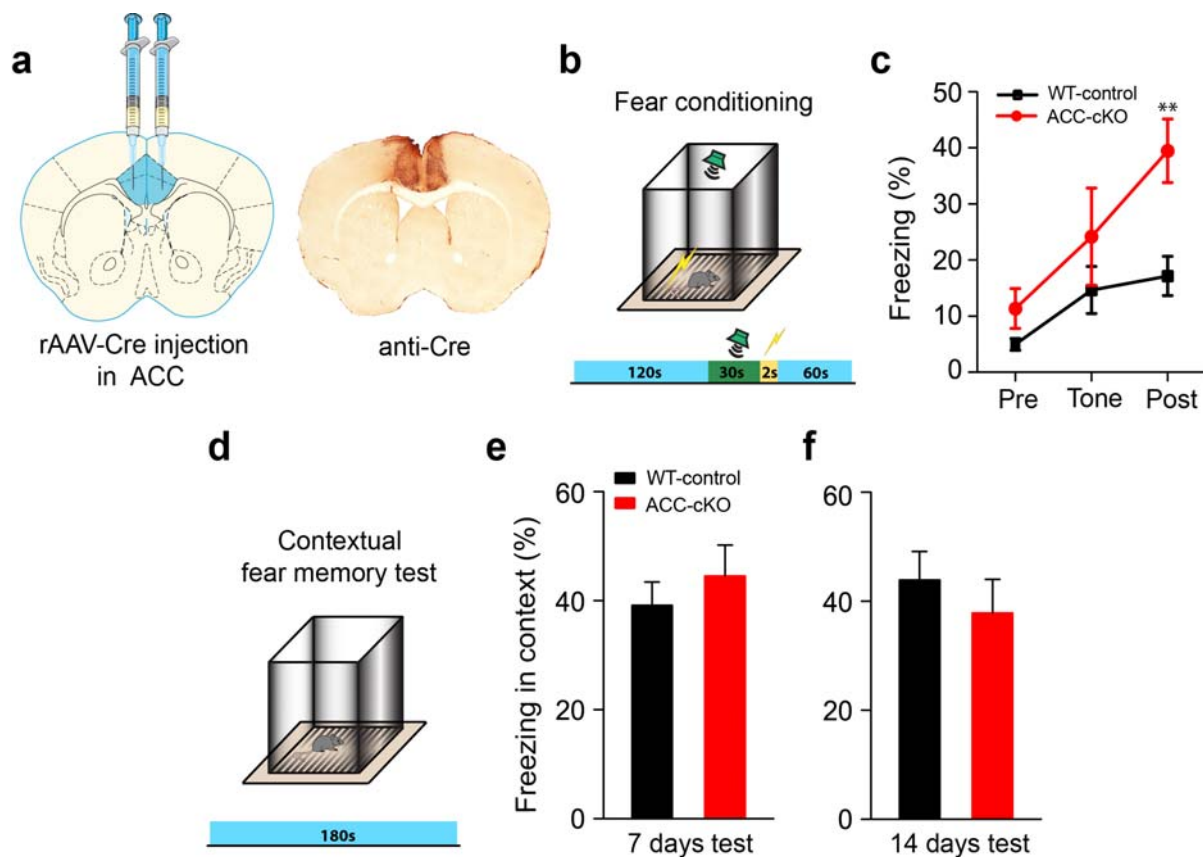 a
rAAV-Cre injection
in ACC
anti-Cre
b
Fear conditioning
120s 30s 2s 60s
c
WT-control
ACC-cKO
**
Freezing (%)
50
40
30
20
10
0
Pre Tone Post
d
Contextual
fear memory test
180s
e
WT-control
ACC-cKO
Freezing in context (%)
60
40
20
0
7 days test
f
60
40
20
0
14 days test